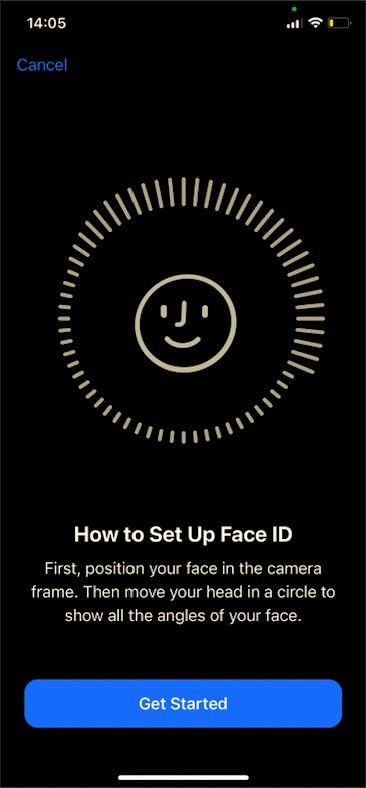 14:05
Cancel
How to Set Up Face ID
First, position your face in the camera
frame. Then move your head in a circle to
show all the angles of your face.
Get Started